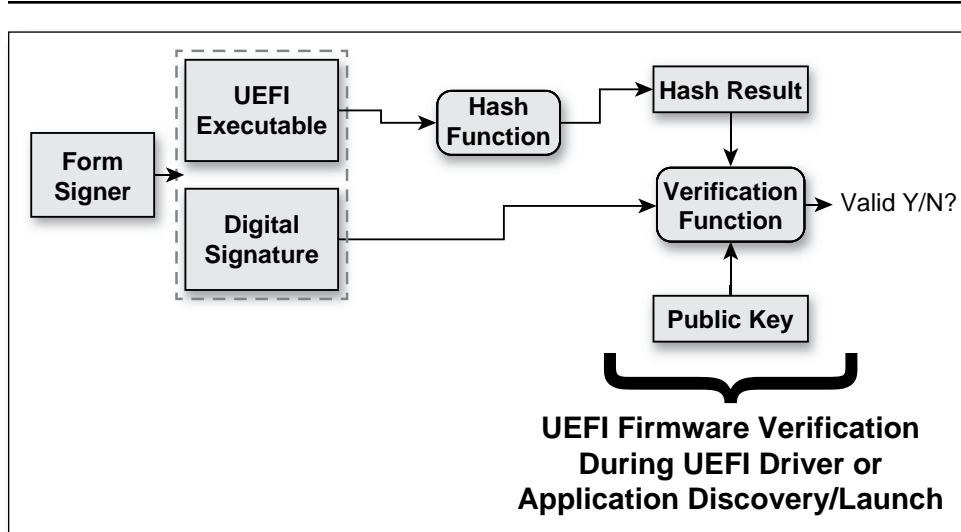 Form
Signer
UEFI
Executable
Digital
Signature
Hash
Function
Hash Result
Verification
Function
Valid Y/N?
Public Key
UEFI Firmware Verification
During UEFI Driver or
Application Discovery/Launch